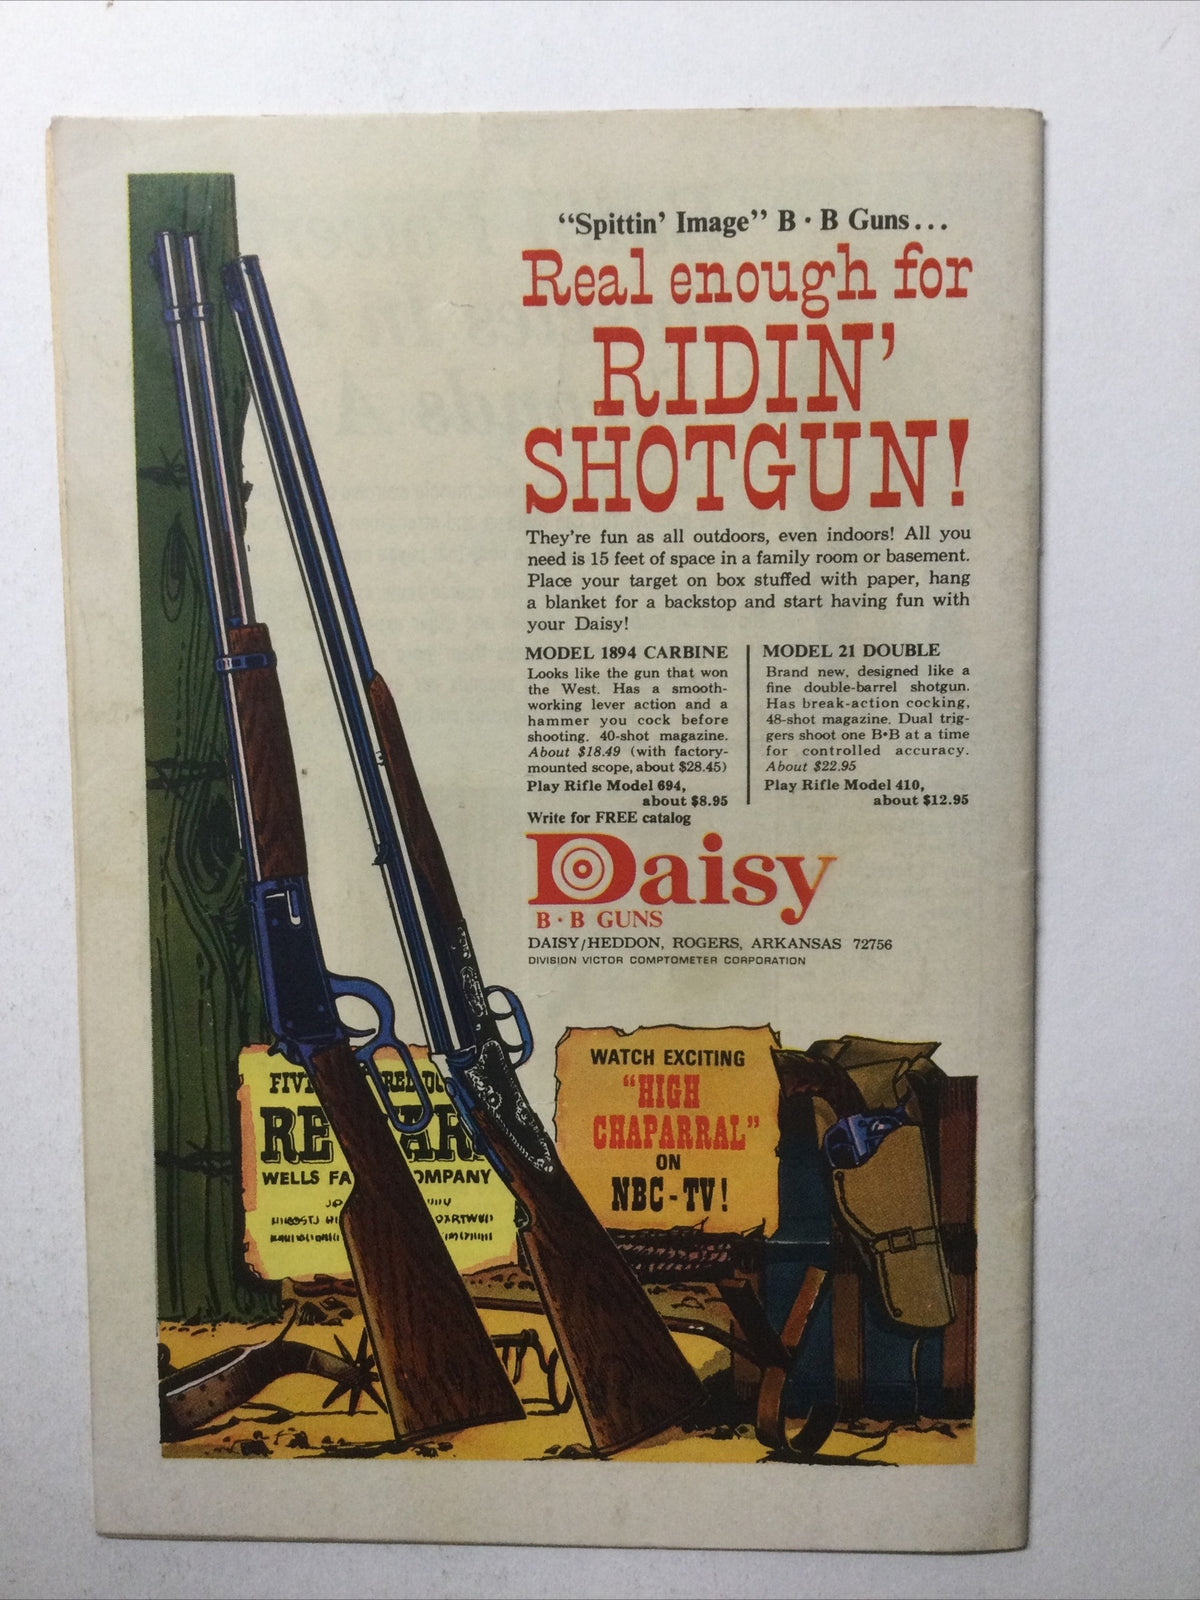 “Spittin’ Image” B • B Guns...
Real enough for
RIDIN’
SHOTGUN!
They’re fun as all outdoors, even indoors! All you
need is 15 feet of space in a family room or basement.
Place your target on box stuffed with paper, hang
a blanket for a backstop and start having fun with
your Daisy!
MODEL 1894 CARBINE
Looks like the gun that won
the West. Has a smooth-
working lever action and a
hammer you cock before
shooting. 40-shot magazine.
About $18.49 (with factory-
mounted scope, about $28.45)
Play Rifle Model 694,
about $8.95
MODEL 21 DOUBLE
Brand new, designed like a
fine double-barrel shotgun.
Has break-action cocking,
48-shot magazine. Dual trig-
gers shoot one B•B at a time
for controlled accuracy.
About $22.95
Play Rifle Model 410,
about $12.95
Write for FREE catalog
Daisy
B • B GUNS
DAISY/HEDDON, ROGERS, ARKANSAS 72756
DIVISION VICTOR COMPTOMETER CORPORATION
WATCH EXCITING
“HIGH
CHAPARRAL”
ON
NBC-TV!
FIV RED
RE AR
WELLS FA OMPANY